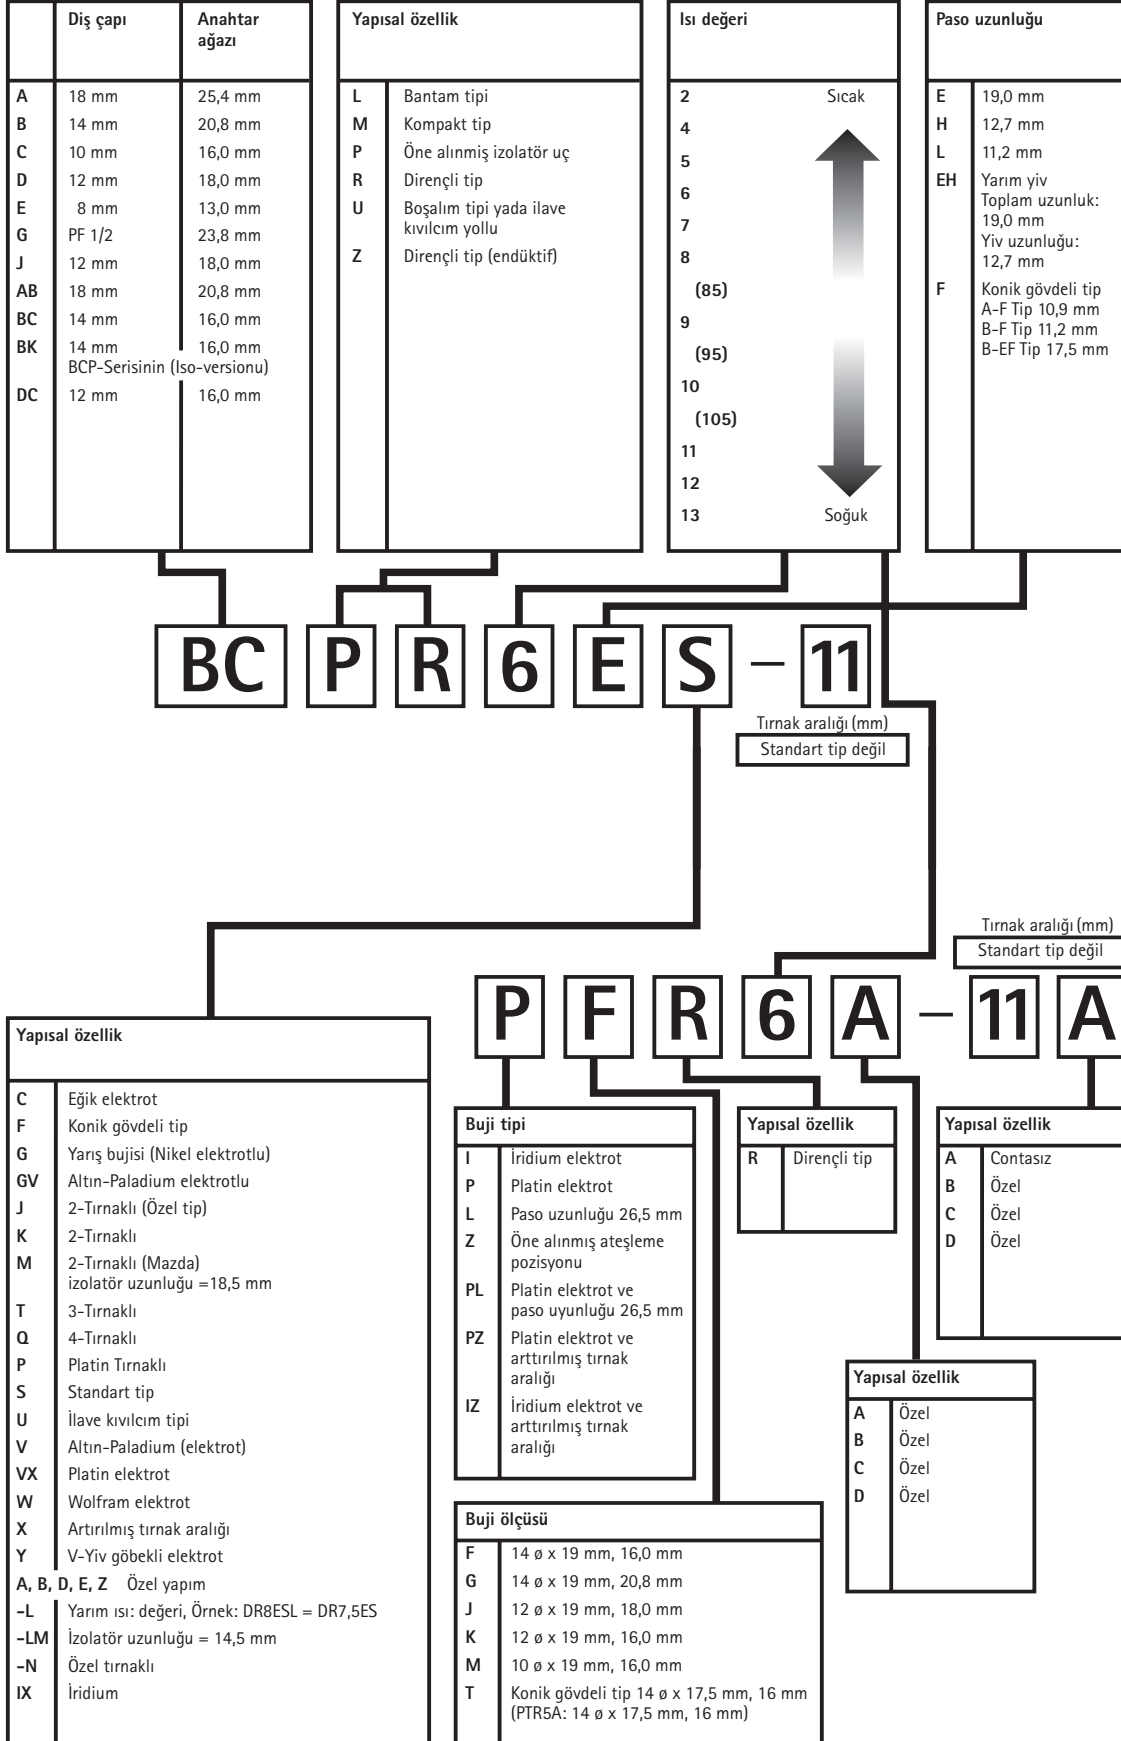 Diş çapı
Anahtar
ağazı
A 18 mm 25,4 mm
B 14 mm 20,8 mm
C 10 mm 16,0 mm
D 12 mm 18,0 mm
E 8 mm 13,0 mm
G PF 1/2 23,8 mm
J 12 mm 18,0 mm
AB 18 mm 20,8 mm
BC 14 mm 16,0 mm
BK 14 mm 16,0 mm
BCP-Serisinin (Iso-versionu)
DC 12 mm 16,0 mm
Yapısal özellik
L Bantam tipi
M Kompakt tip
P Öne alınmiş izolatör uç
R Dirençli tip
U Boşalım tipi yada ilave
kıvılcım yollu
Z Dirençli tip (endüktif)
Isı değeri
2 Sıcak
4
5
6
7
8
(85)
9
(95)
10
(105)
11
12
13 Soğuk
Paso uzunluğu
E 19,0 mm
H 12,7 mm
L 11,2 mm
EH Yarım yiv
Toplam uzunluk:
19,0 mm
Yiv uzunluğu:
12,7 mm
F Konik gövdeli tip
A-F Tip 10,9 mm
B-F Tip 11,2 mm
B-EF Tip 17,5 mm
BC P R 6 E S – 11
Tırnak aralığı (mm)
Standart tip değil
Tırnak aralığı (mm)
Standart tip değil
P F R 6 A – 11 A
Yapısal özellik
C Eğik elektrot
F Konik gövdeli tip
G Yarış bujisi (Nikel elektrotlu)
GV Altın-Paladium elektrotlu
J 2-Tırnaklı (Özel tip)
K 2-Tırnaklı
M 2-Tırnaklı (Mazda)
izolatör uzunluğu =18,5 mm
T 3-Tırnaklı
Q 4-Tırnaklı
P Platin Tırnaklı
S Standart tip
U İlave kıvılcım tipi
V Altın-Paladium (elektrot)
VX Platin elektrot
W Wolfram elektrot
X Artırılmış tırnak aralığı
Y V-Yiv göbekli elektrot
A, B, D, E, Z Özel yapım
-L Yarım ısı: değeri, Örnek: DR8ESL = DR7,5ES
-LM İzolatör uzunluğu = 14,5 mm
-N Özel tırnaklı
IX İridium
Buji tipi
I İridium elektrot
P Platin elektrot
L Paso uzunluğu 26,5 mm
Z Öne alınmış ateşleme
pozisyonu
PL Platin elektrot ve
paso uyunluğu 26,5 mm
PZ Platin elektrot ve
arttırılmış tırnak
aralığı
IZ İridium elektrot ve
arttırılmış tırnak
aralığı
Yapısal özellik
R Dirençli tip
Yapısal özellik
A Contasız
B Özel
C Özel
D Özel
Yapısal özellik
A Özel
B Özel
C Özel
D Özel
Buji ölçüsü
F 14 ø x 19 mm, 16,0 mm
G 14 ø x 19 mm, 20,8 mm
J 12 ø x 19 mm, 18,0 mm
K 12 ø x 19 mm, 16,0 mm
M 10 ø x 19 mm, 16,0 mm
T Konik gövdeli tip 14 ø x 17,5 mm, 16 mm
(PTR5A: 14 ø x 17,5 mm, 16 mm)